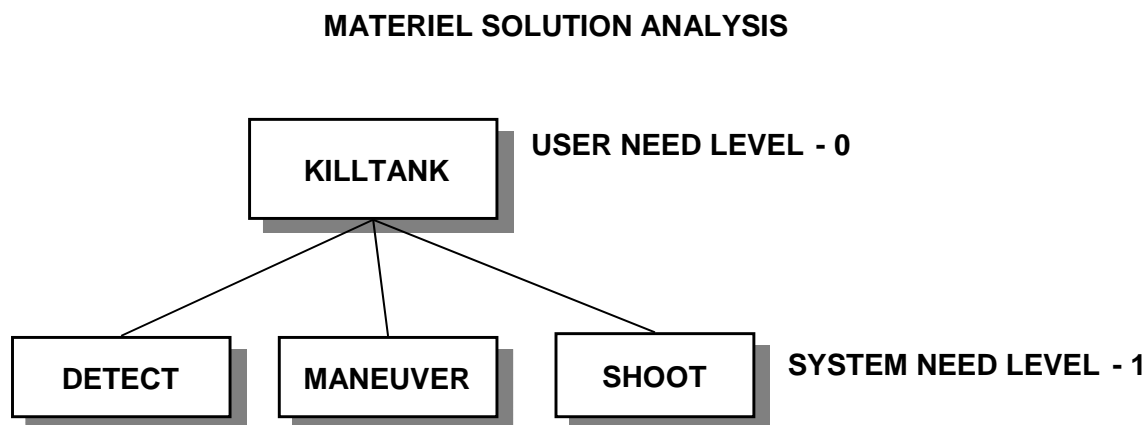 MATERIEL SOLUTION ANALYSIS
KILLTANK
USER NEED LEVEL - 0
DETECT
MANEUVER
SHOOT
SYSTEM NEED LEVEL - 1